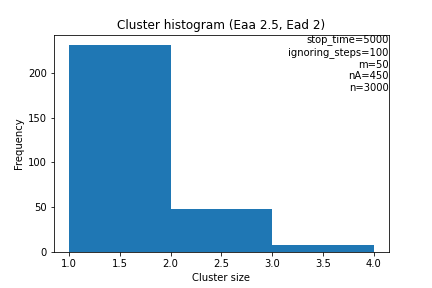 Cluster histogram (Eaa 2.5, Ead 2)
stop_time=5000
ignoring_steps=100
m=50
nA=450
n=3000
200
150
100
50
0
Frequency
1.0 1.5 2.0 2.5 3.0 3.5 4.0
Cluster size